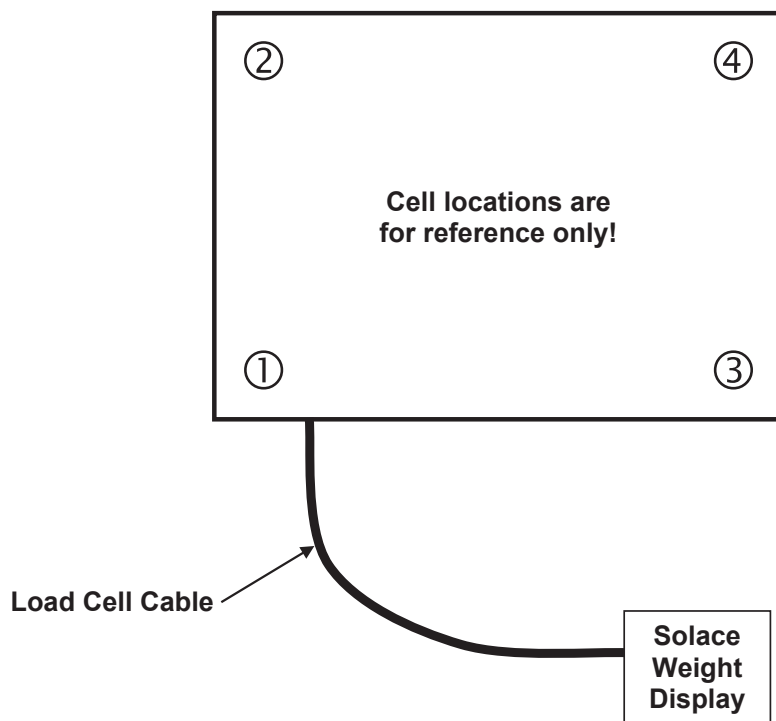 ② ④
Cell locations are
for reference only!
① ③
Load Cell Cable
Solace
Weight
Display